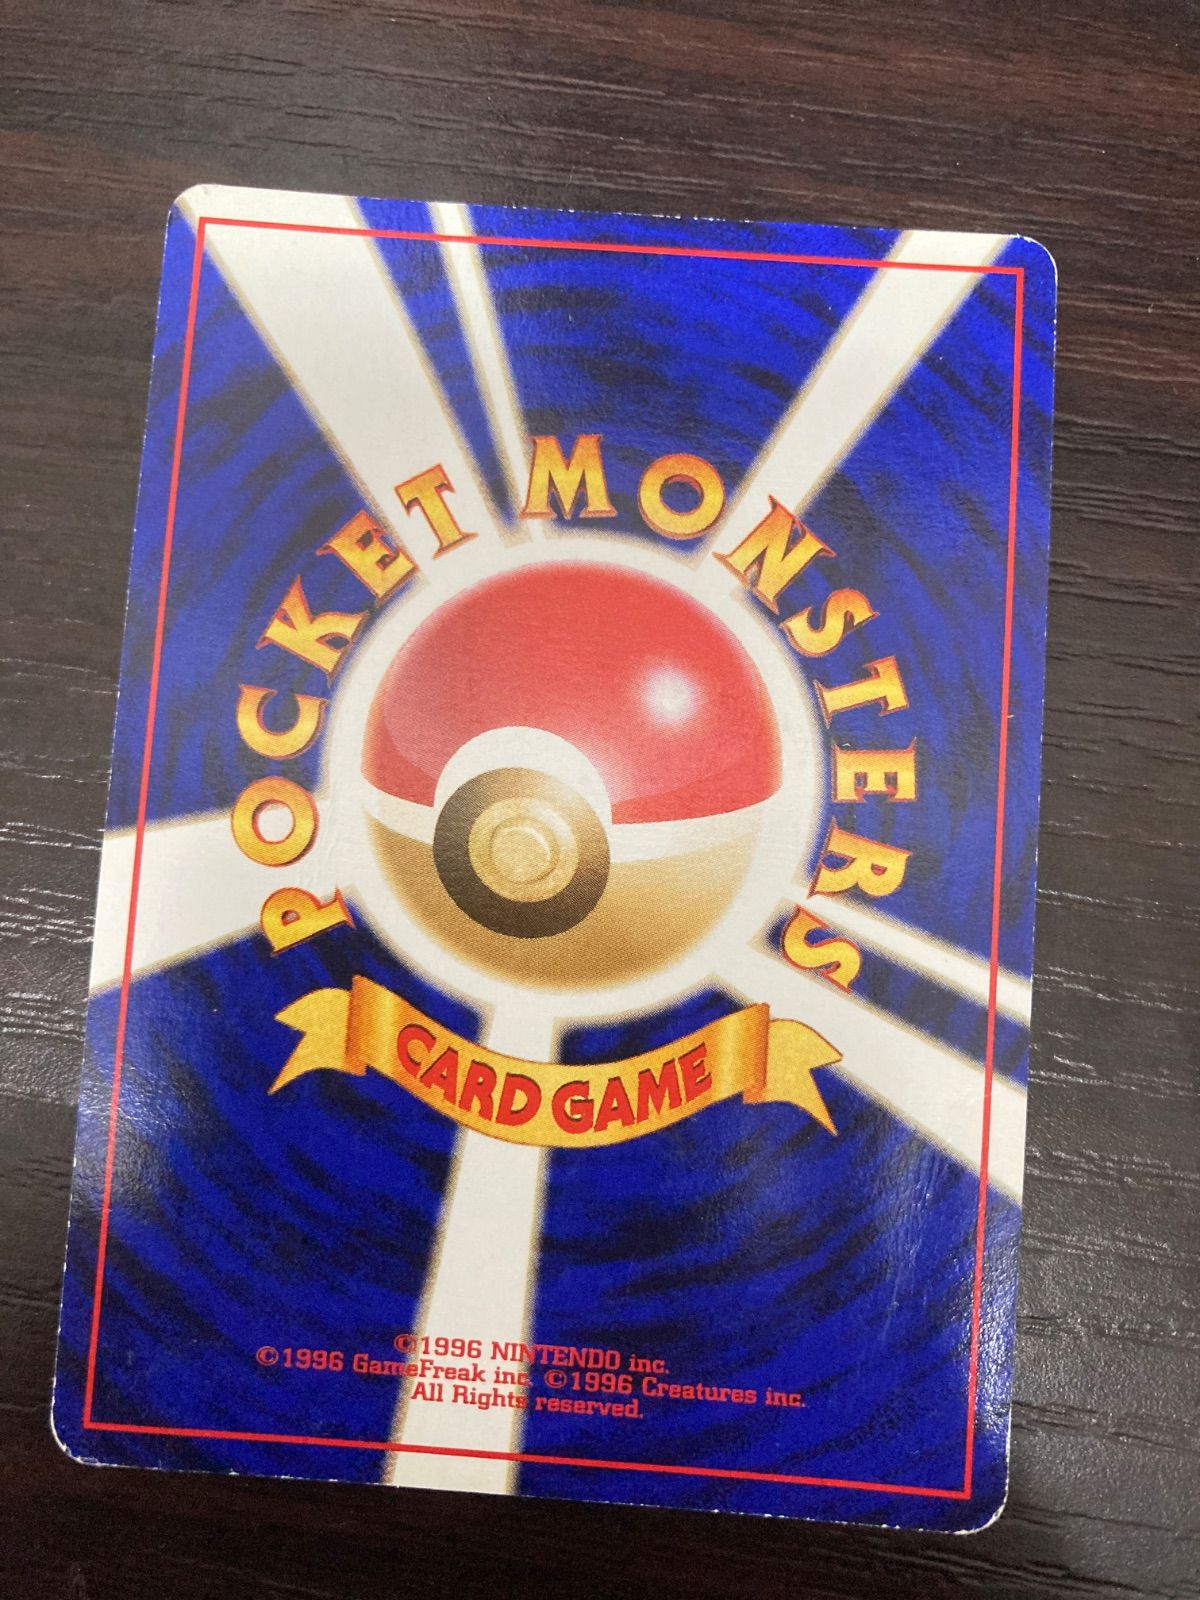 POCKET MONSTERS
CARD GAME
©1996 NINTENDO inc.
©1996 GameFreak inc. ©1996 Creatures inc.
All Rights reserved.